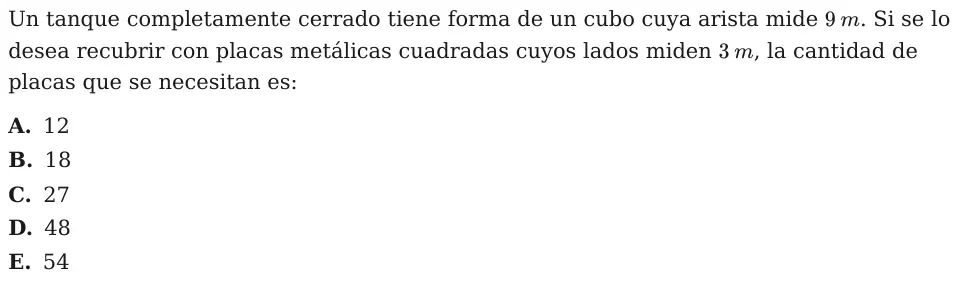 Un tanque completamente cerrado tiene forma de un cubo cuya arista mide 9 m. Si se lo
desea recubrir con placas metálicas cuadradas cuyos lados miden 3 m, la cantidad de
placas que se necesitan es:
A. 12
B. 18
C. 27
D. 48
E. 54